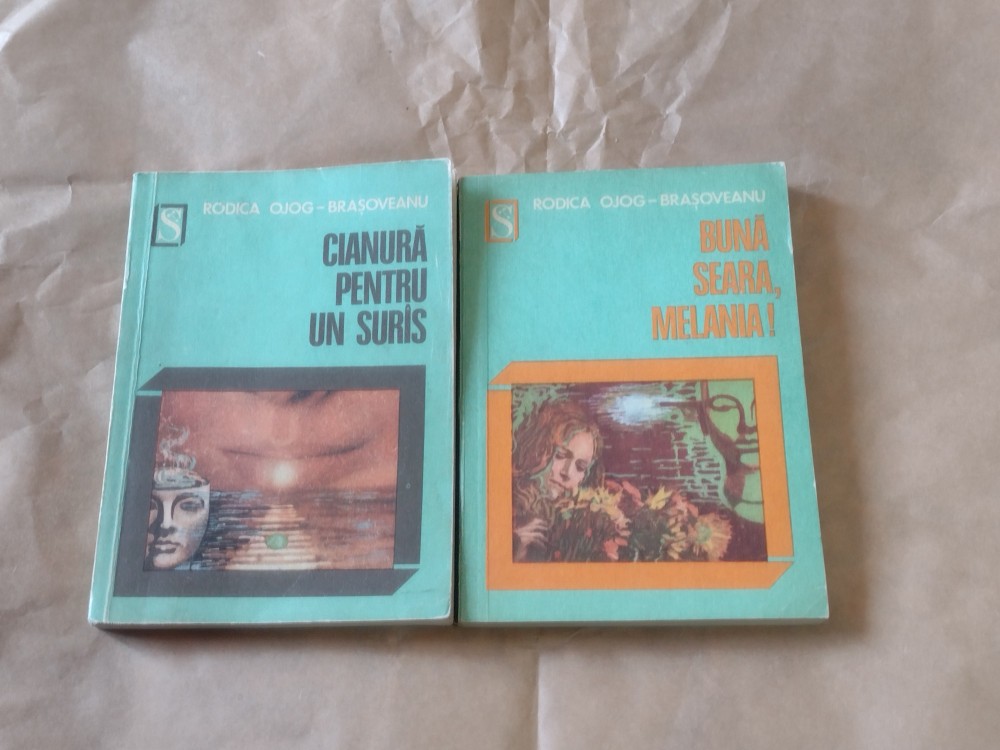 S
RODICA OJOG-BRAȘOVEANU
CIANURĂ
PENTRU
UN SURÎS
S
RODICA OJOG-BRAȘOVEANU
BUNĂ
SEARA,
MELANIA!